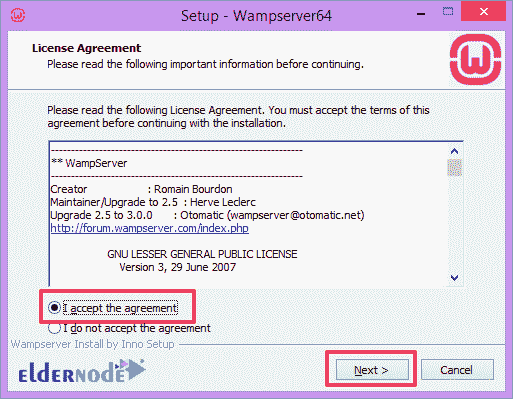 Setup - Wampserver64
License Agreement
Please read the following important information before continuing.
Please read the following License Agreement. You must accept the terms of this
agreement before continuing with the installation.
------------------------------------------------------------
** WampServer
------------------------------------------------------------
Creator : Romain Bourdon
Maintainer/Upgrade to 2.5 : Herve Leclerc
Upgrade 2.5 to 3.0.0 : Otomatic (wampserver@otomatic.net)
http://forum.wampserver.com/index.php
GNU LESSER GENERAL PUBLIC LICENSE
Version 3, 29 June 2007
I accept the agreement
I do not accept the agreement
Wampserver Install by Inno Setup
ELDERNODE
Next >
Cancel